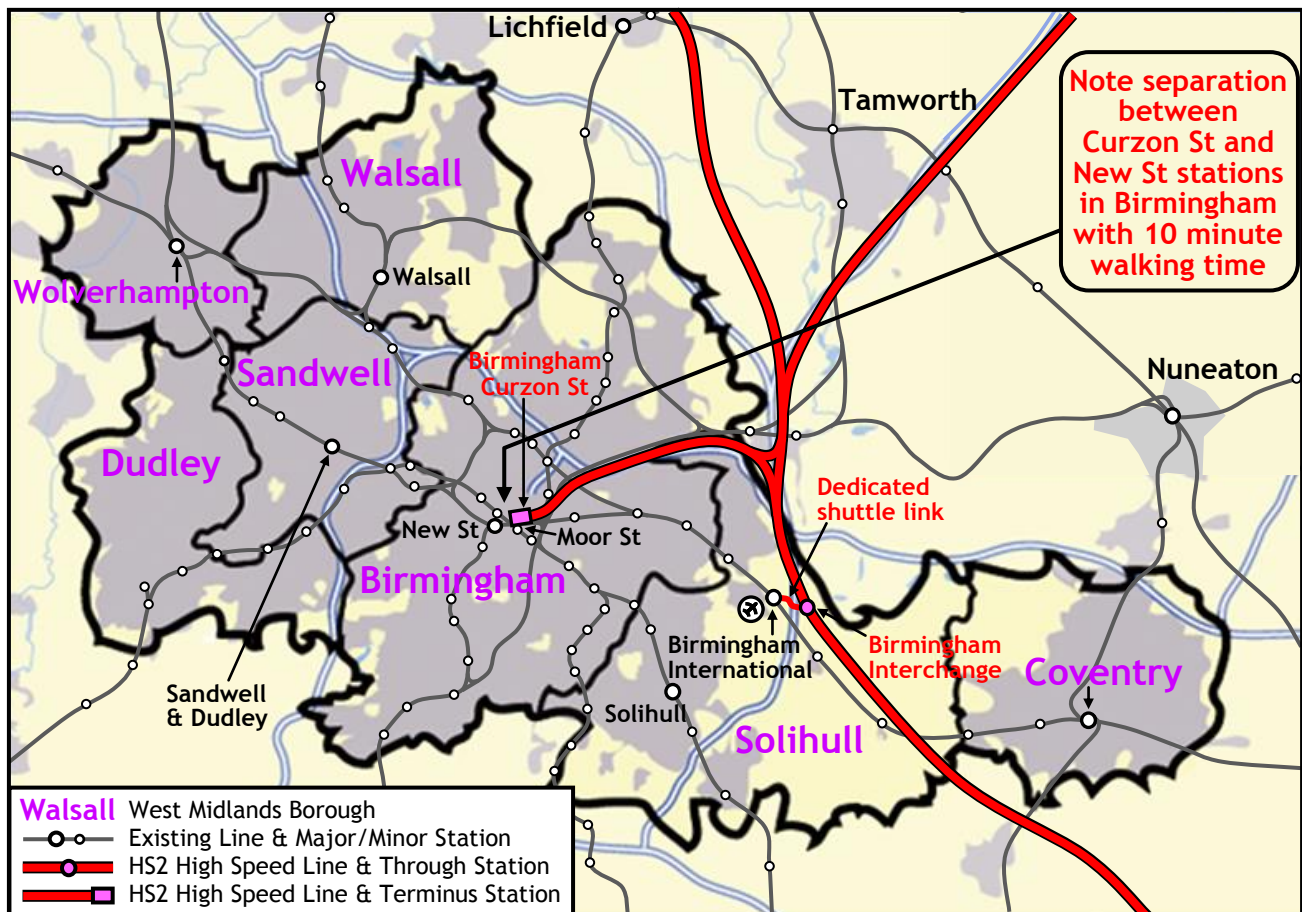 Lichfield
Tamworth
Note separation
between
Curzon St and
New St stations
in Birmingham
with 10 minute
walking time
Walsall
Walsall
Wolverhampton
Sandwell
Birmingham
Curzon St
Nuneaton
Dudley
Dedicated
shuttle link
New St
Moor St
Birmingham
Birmingham
International
Birmingham
Interchange
Coventry
Sandwell
& Dudley
Solihull
Solihull
Walsall West Midlands Borough
Existing Line & Major/Minor Station
HS2 High Speed Line & Through Station
HS2 High Speed Line & Terminus Station